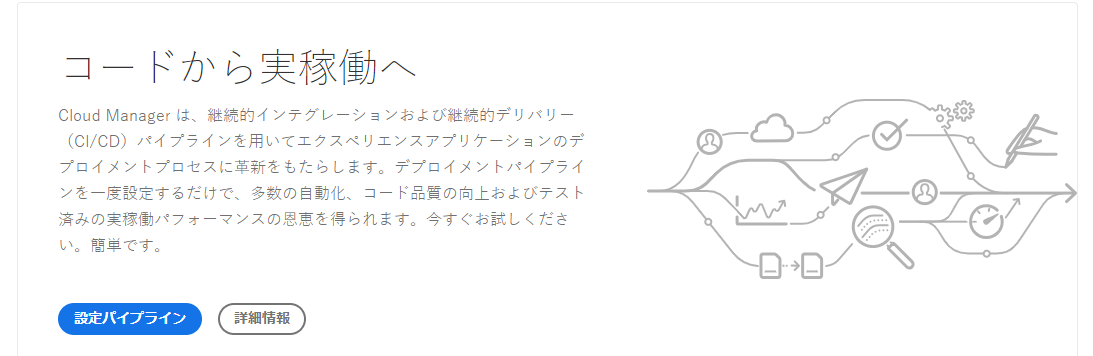 コードから実稼働へ
Cloud Manager は、継続的インテグレーションおよび継続的デリバリー
（CI/CD）パイプラインを用いてエクスペリエンスアプリケーションのデ
プロイメントプロセスに革新をもたらします。デプロイメントパイプライ
ンを一度設定するだけで、多数の自動化、コード品質の向上およびテスト
済みの実稼働パフォーマンスの恩恵を得られます。今すぐお試しくださ
い。簡単です。
設定パイプライン
詳細情報